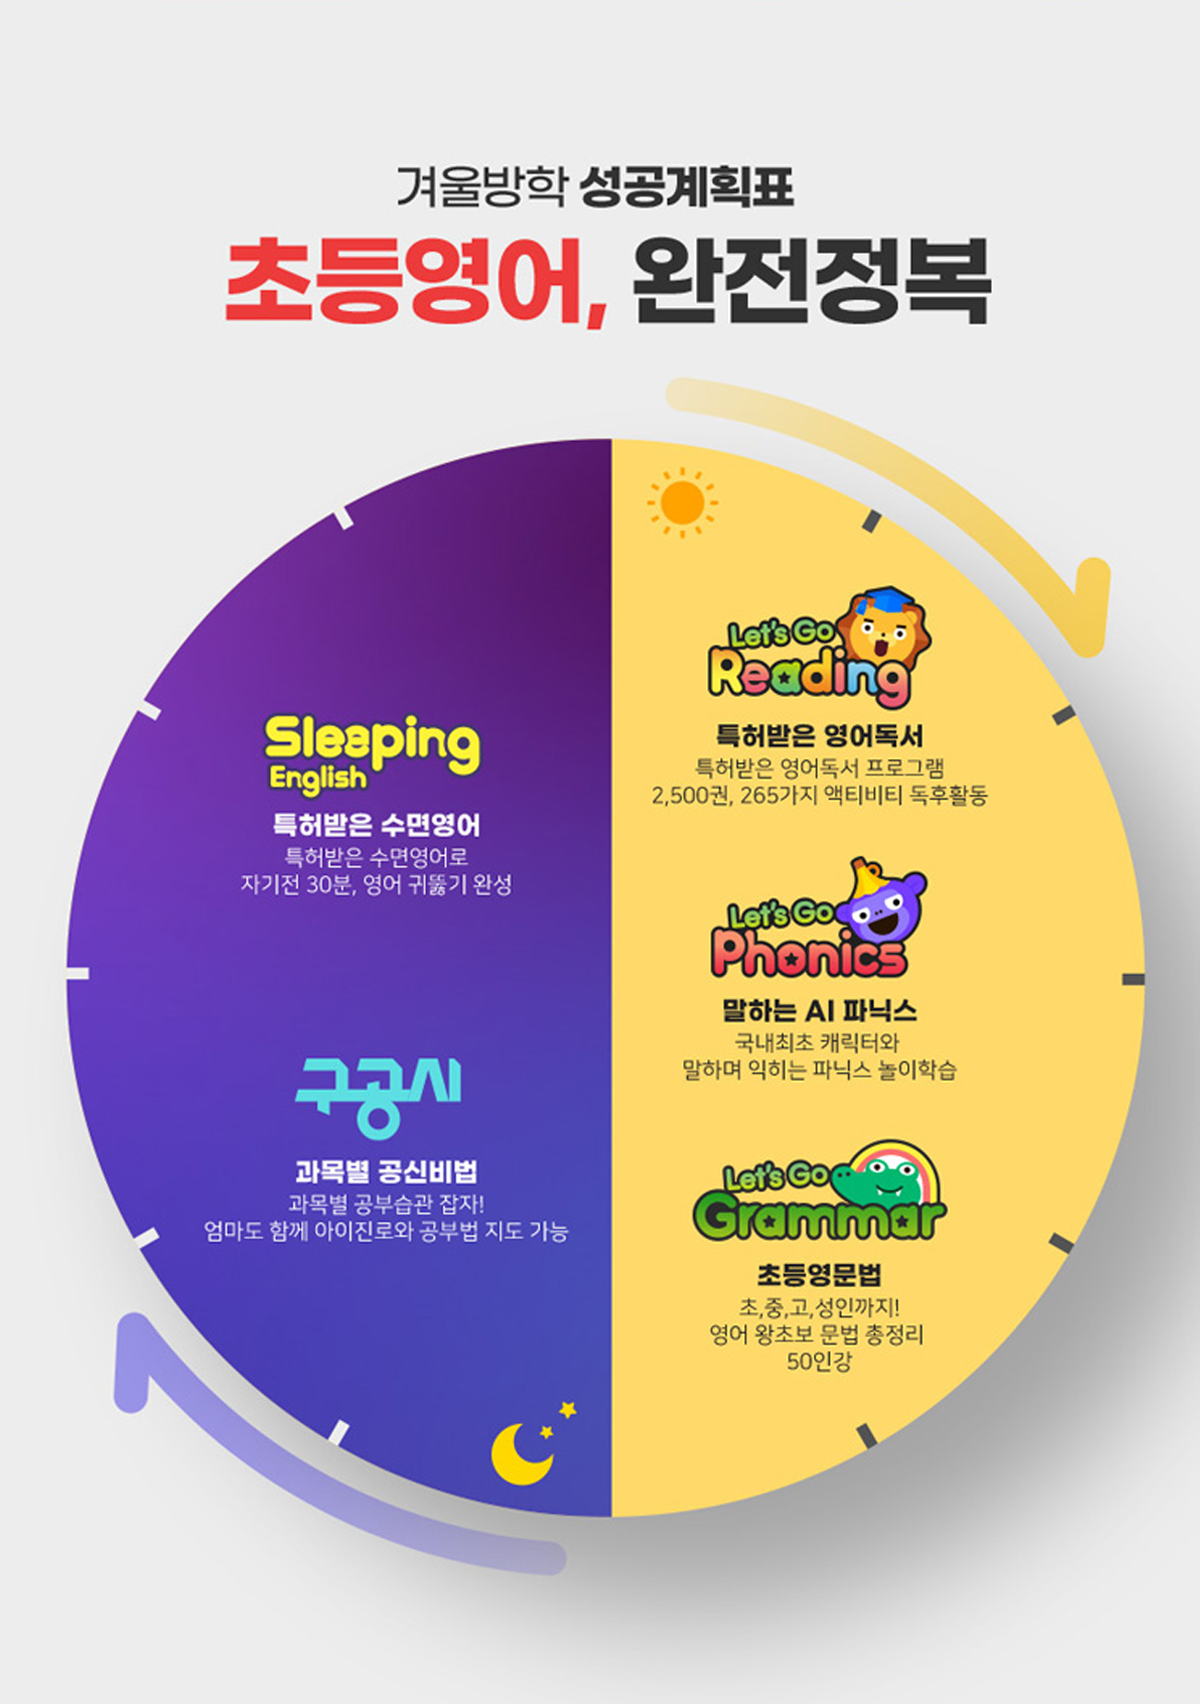 겨울방학 성공계획표
초등영어, 완전정복
Let's Go
Reading
특허받은 영어독서
특허받은 영어독서 프로그램
2,500권, 265가지 액티비티 독후활동
Let's Go
Phonics
말하는 AI 파닉스
국내최초 캐릭터와
말하며 익히는 파닉스 놀이학습
Let's Go
Grammar
초등영문법
초,중,고,성인까지!
영어 왕초보 문법 총정리
50인강
Sleeping
English
특허받은 수면영어
특허받은 수면영어로
자기전 30분, 영어 귀뚫기 완성
구공시
과목별 공신비법
과목별 공부습관 잡자!
엄마도 함께 아이진로와 공부법 지도 가능